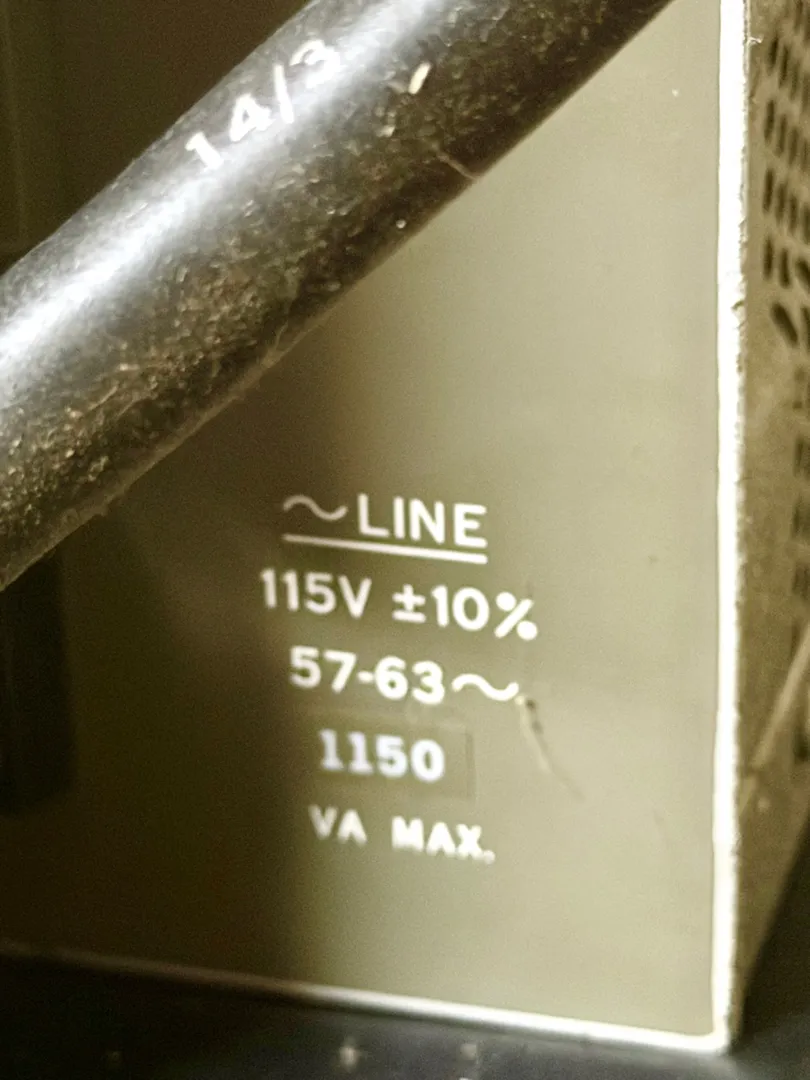 14/3
~LINE
115V ±10%
57-63~
1150
VA MAX.